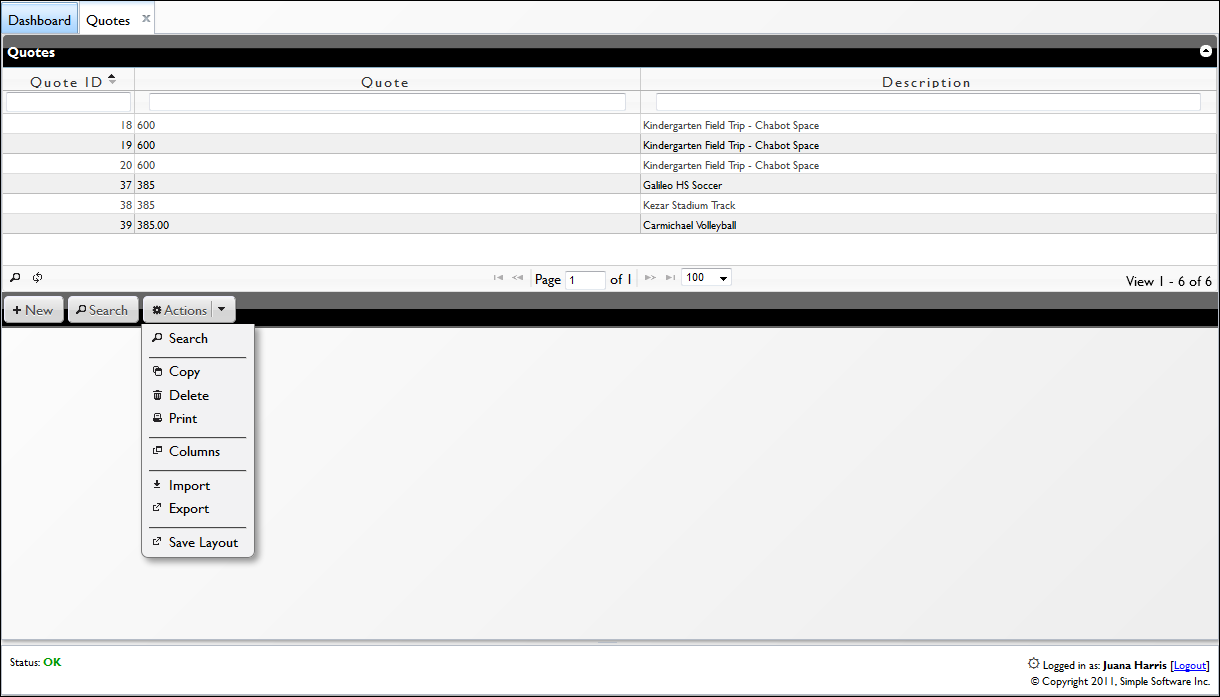 Dashboard Quotes x
Quotes
Quote ID Quote Description
18 600 Kindergarten Field Trip - Chabot Space
19 600 Kindergarten Field Trip - Chabot Space
20 600 Kindergarten Field Trip - Chabot Space
37 385 Galileo HS Soccer
38 385 Kezar Stadium Track
39 385.00 Carmichael Volleyball
Page 1 of 1 100 View 1 - 6 of 6
+ New Search Actions
Search
Copy
Delete
Print
Columns
Import
Export
Save Layout
Status: OK
Logged in as: Juana Harris [Logout]
© Copyright 2011, Simple Software Inc.